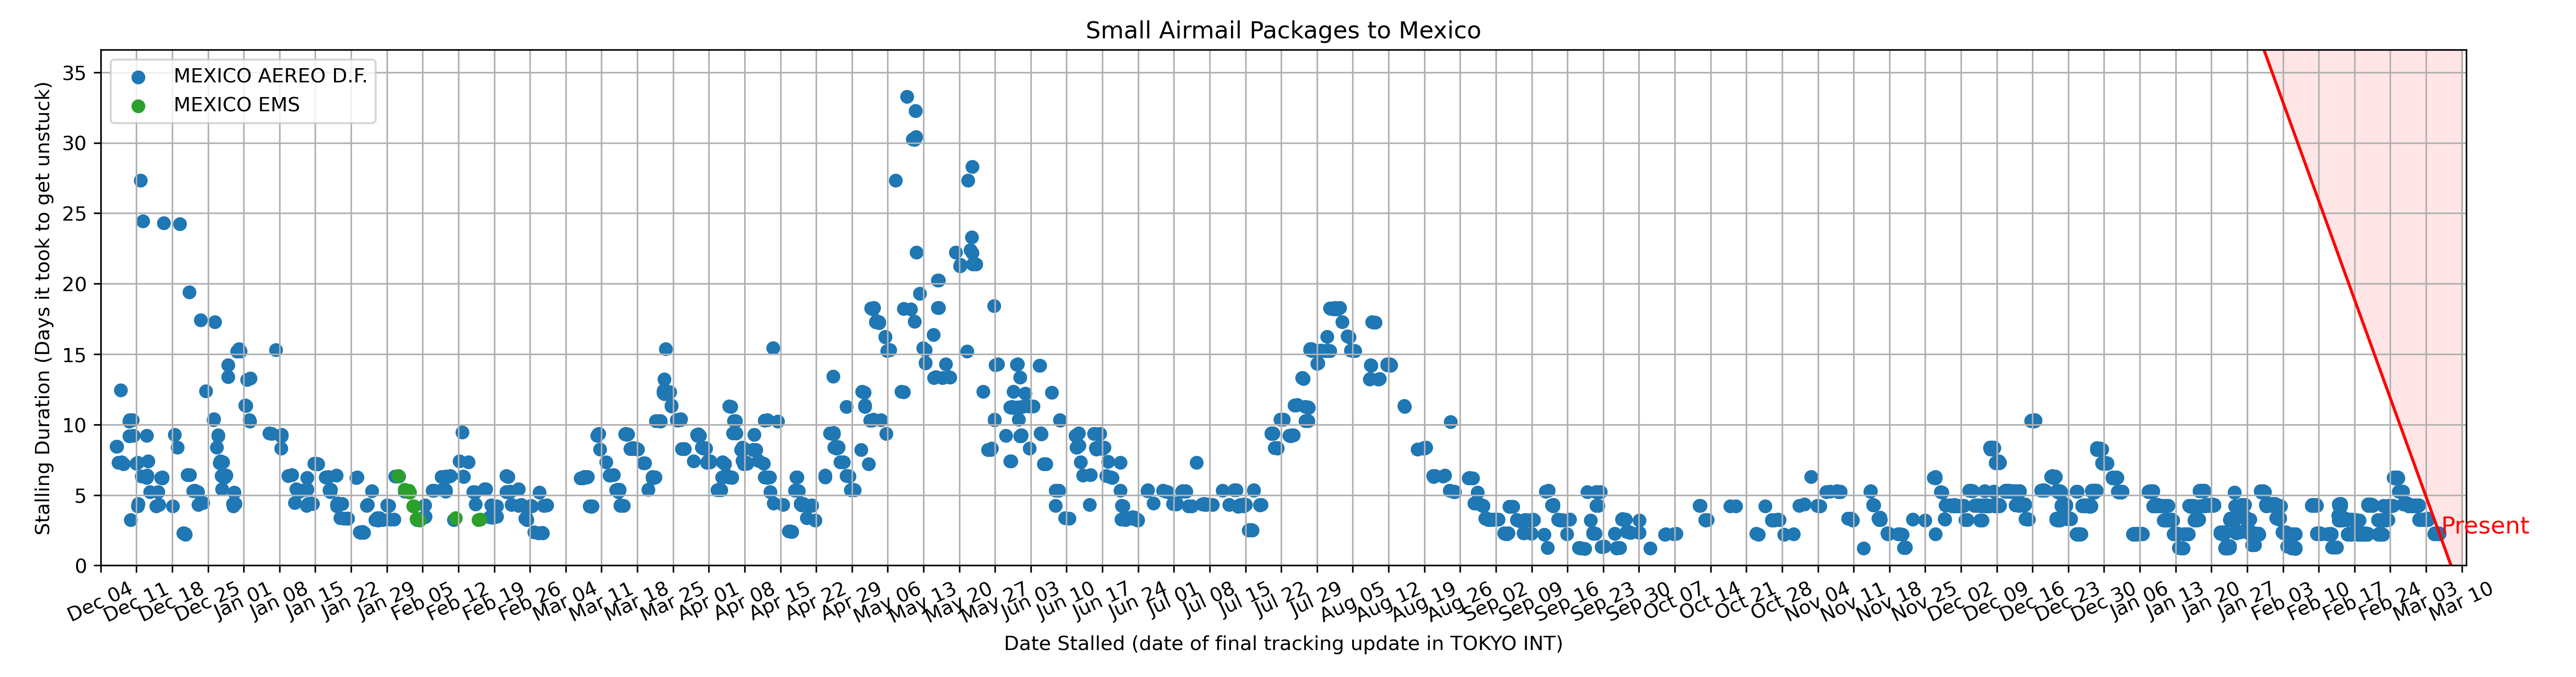 Small Airmail Packages to Mexico
MEXICO AEREO D.F.
MEXICO EMS
Stalling Duration (Days it took to get unstuck)
35
30
25
20
15
10
5
0
Present
Dec 04 Dec 11 Dec 18 Dec 25 Jan 01 Jan 08 Jan 15 Jan 22 Jan 29 Feb 05 Feb 12 Feb 19 Feb 26 Mar 04 Mar 11 Mar 18 Mar 25 Apr 01 Apr 08 Apr 15 Apr 22 Apr 29 May 06 May 13 May 20 May 27 Jun 03 Jun 10 Jun 17 Jun 24 Jul 01 Jul 08 Jul 15 Jul 22 Jul 29 Aug 05 Aug 12 Aug 19 Aug 26 Sep 02 Sep 09 Sep 16 Sep 23 Sep 30 Oct 07 Oct 14 Oct 21 Oct 28 Nov 04 Nov 11 Nov 18 Nov 25 Dec 02 Dec 09 Dec 16 Dec 23 Dec 30 Jan 06 Jan 13 Jan 20 Jan 27 Feb 03 Feb 10 Feb 17 Feb 24 Mar 03 Mar 10
Date Stalled (date of final tracking update in TOKYO INT)